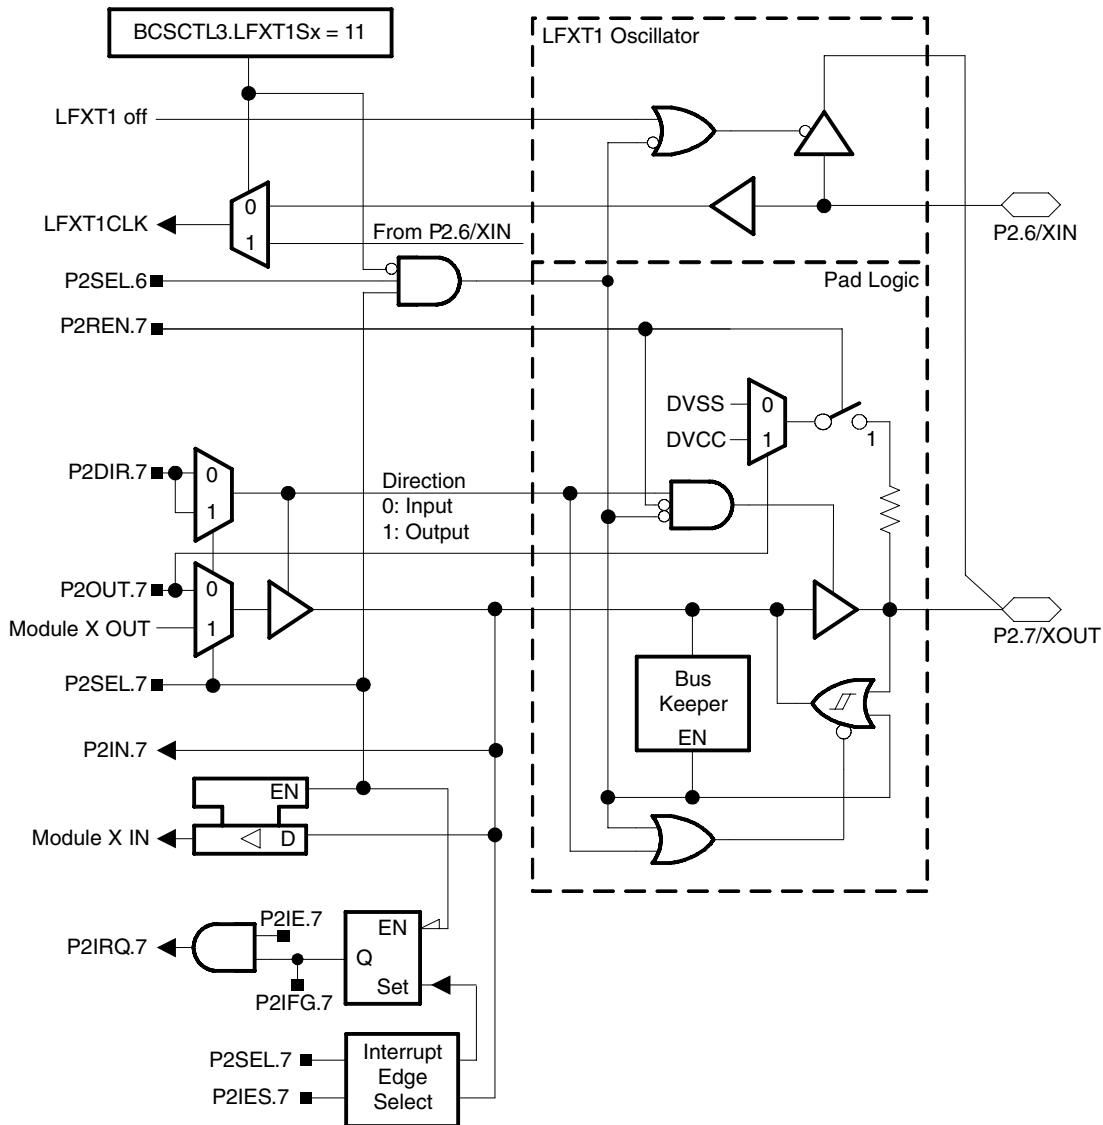 BCSCTL3.LFXT1Sx = 11
LFXT1 Oscillator
LFXT1 off
0
LFXT1CLK
1
From P2.6/XIN
P2.6/XIN
P2SEL.6
Pad Logic
P2REN.7
DVSS
0
DVCC
1
1
P2DIR.7
0
1
Direction
0: Input
1: Output
P2OUT.7
0
Module X OUT
1
P2.7/XOUT
P2SEL.7
Bus
Keeper
EN
P2IN.7
EN
Module X IN
D
P2IE.7
EN
P2IRQ.7
Q
Set
P2IFG.7
P2SEL.7
P2IES.7
Interrupt
Edge
Select